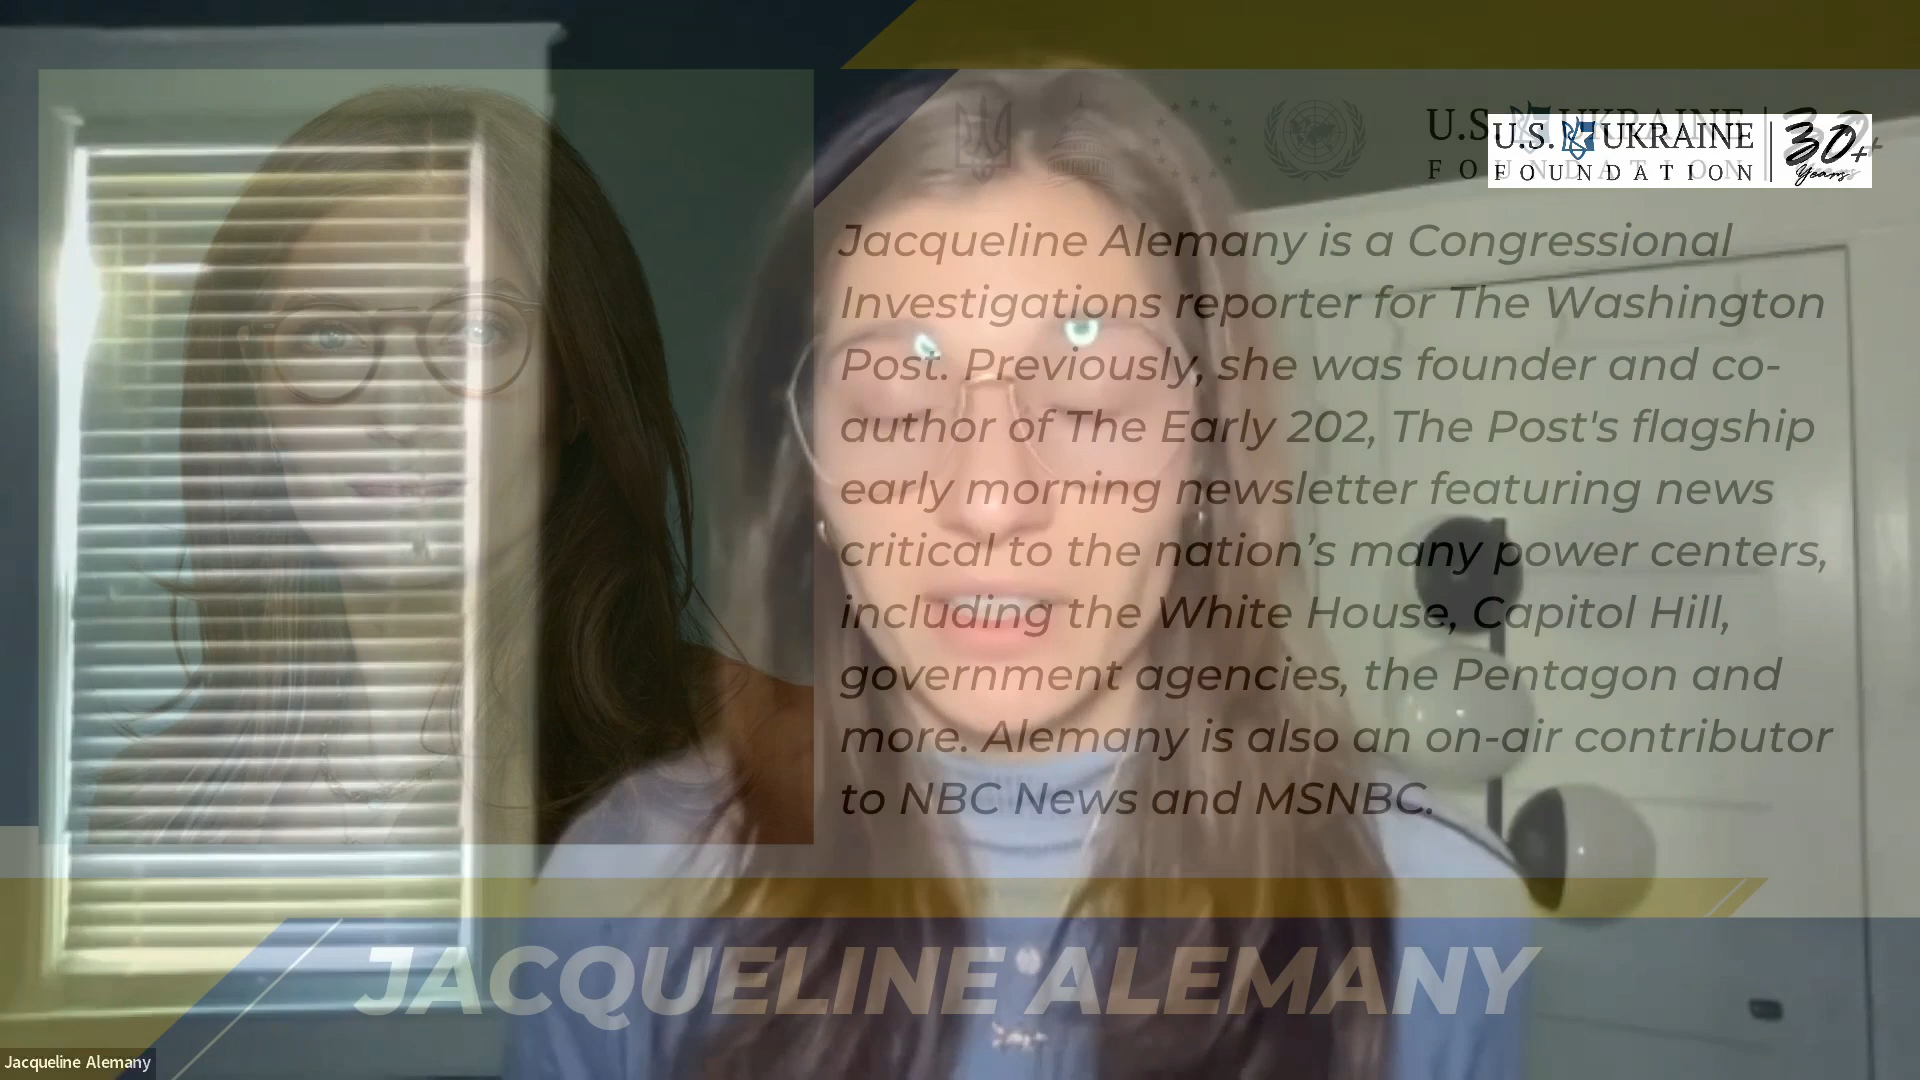 U.S. UKRAINE
FOUNDATION
30+
Years
Jacqueline Alemany is a Congressional
Investigations reporter for The Washington
Post. Previously, she was founder and co-
author of The Early 202, The Post's flagship
early morning newsletter featuring news
critical to the nation’s many power centers,
including the White House, Capitol Hill,
government agencies, the Pentagon and
more. Alemany is also an on-air contributor
to NBC News and MSNBC.
JACQUELINE ALEMANY
Jacqueline Alemany